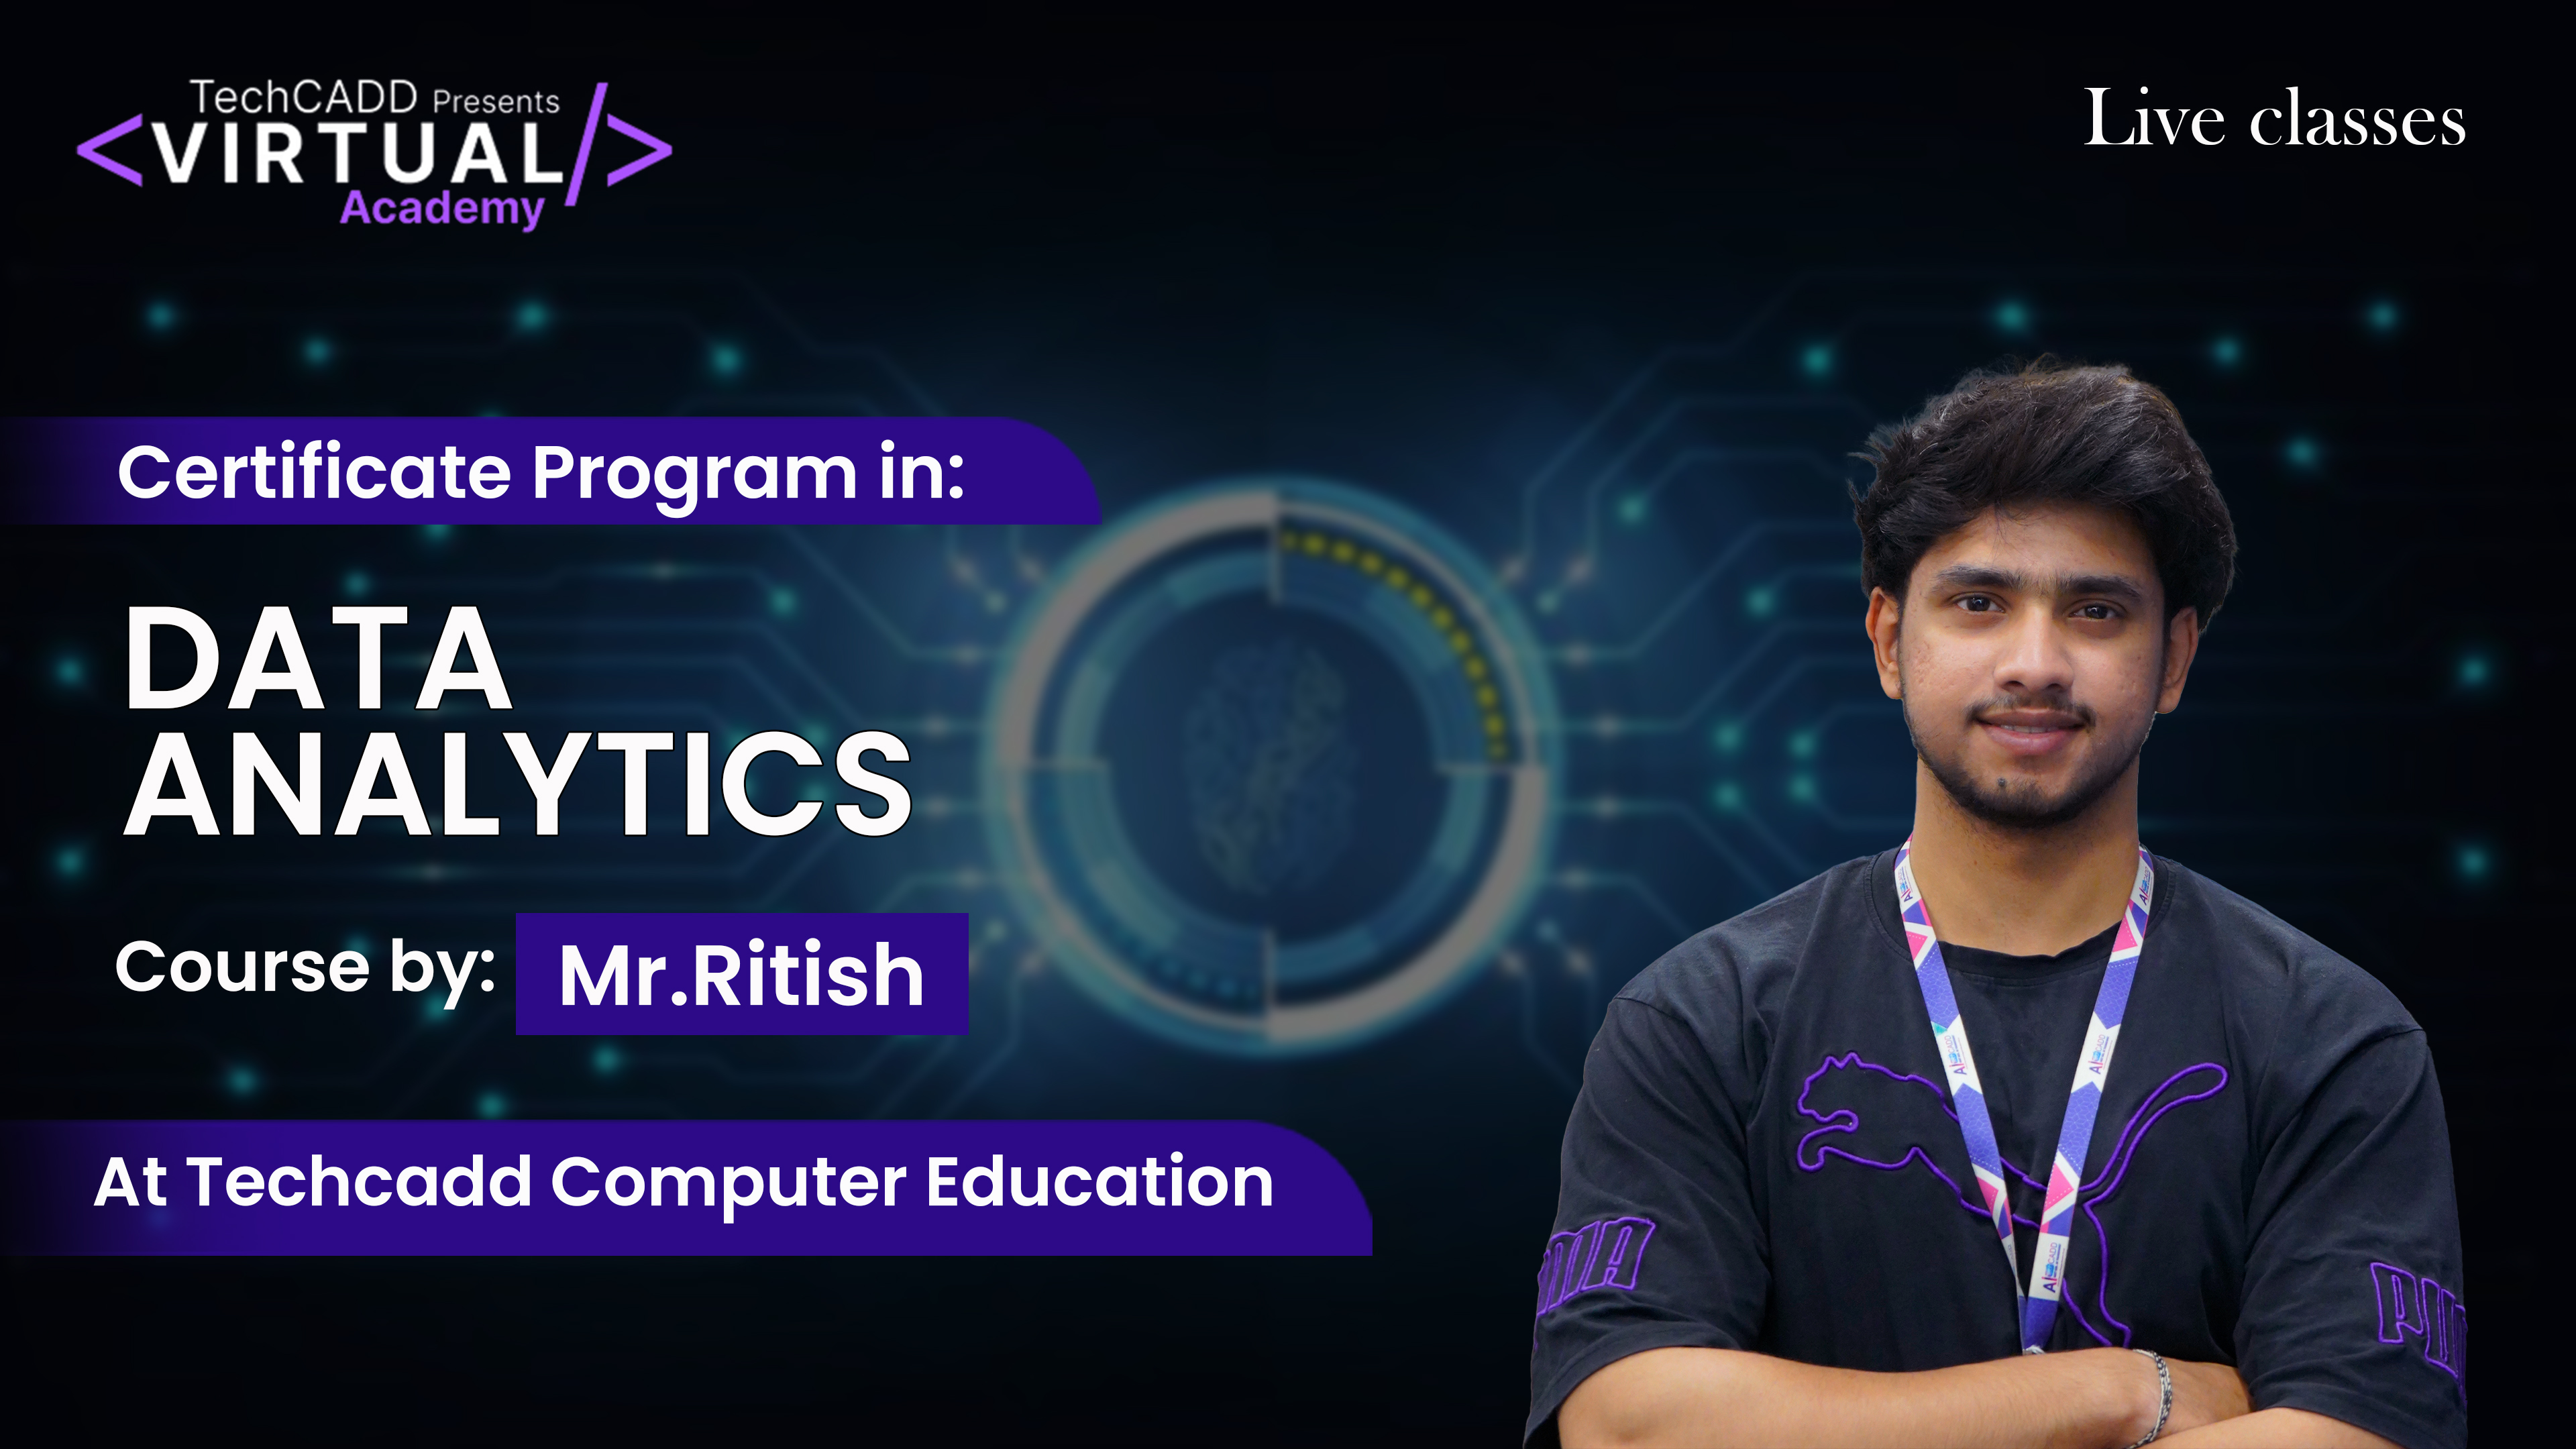 TechCADD Presents
<VIRTUAL/>
Academy
Live classes
Certificate Program in:
DATA
ANALYTICS
Course by: Mr.Ritish
At Techcadd Computer Education